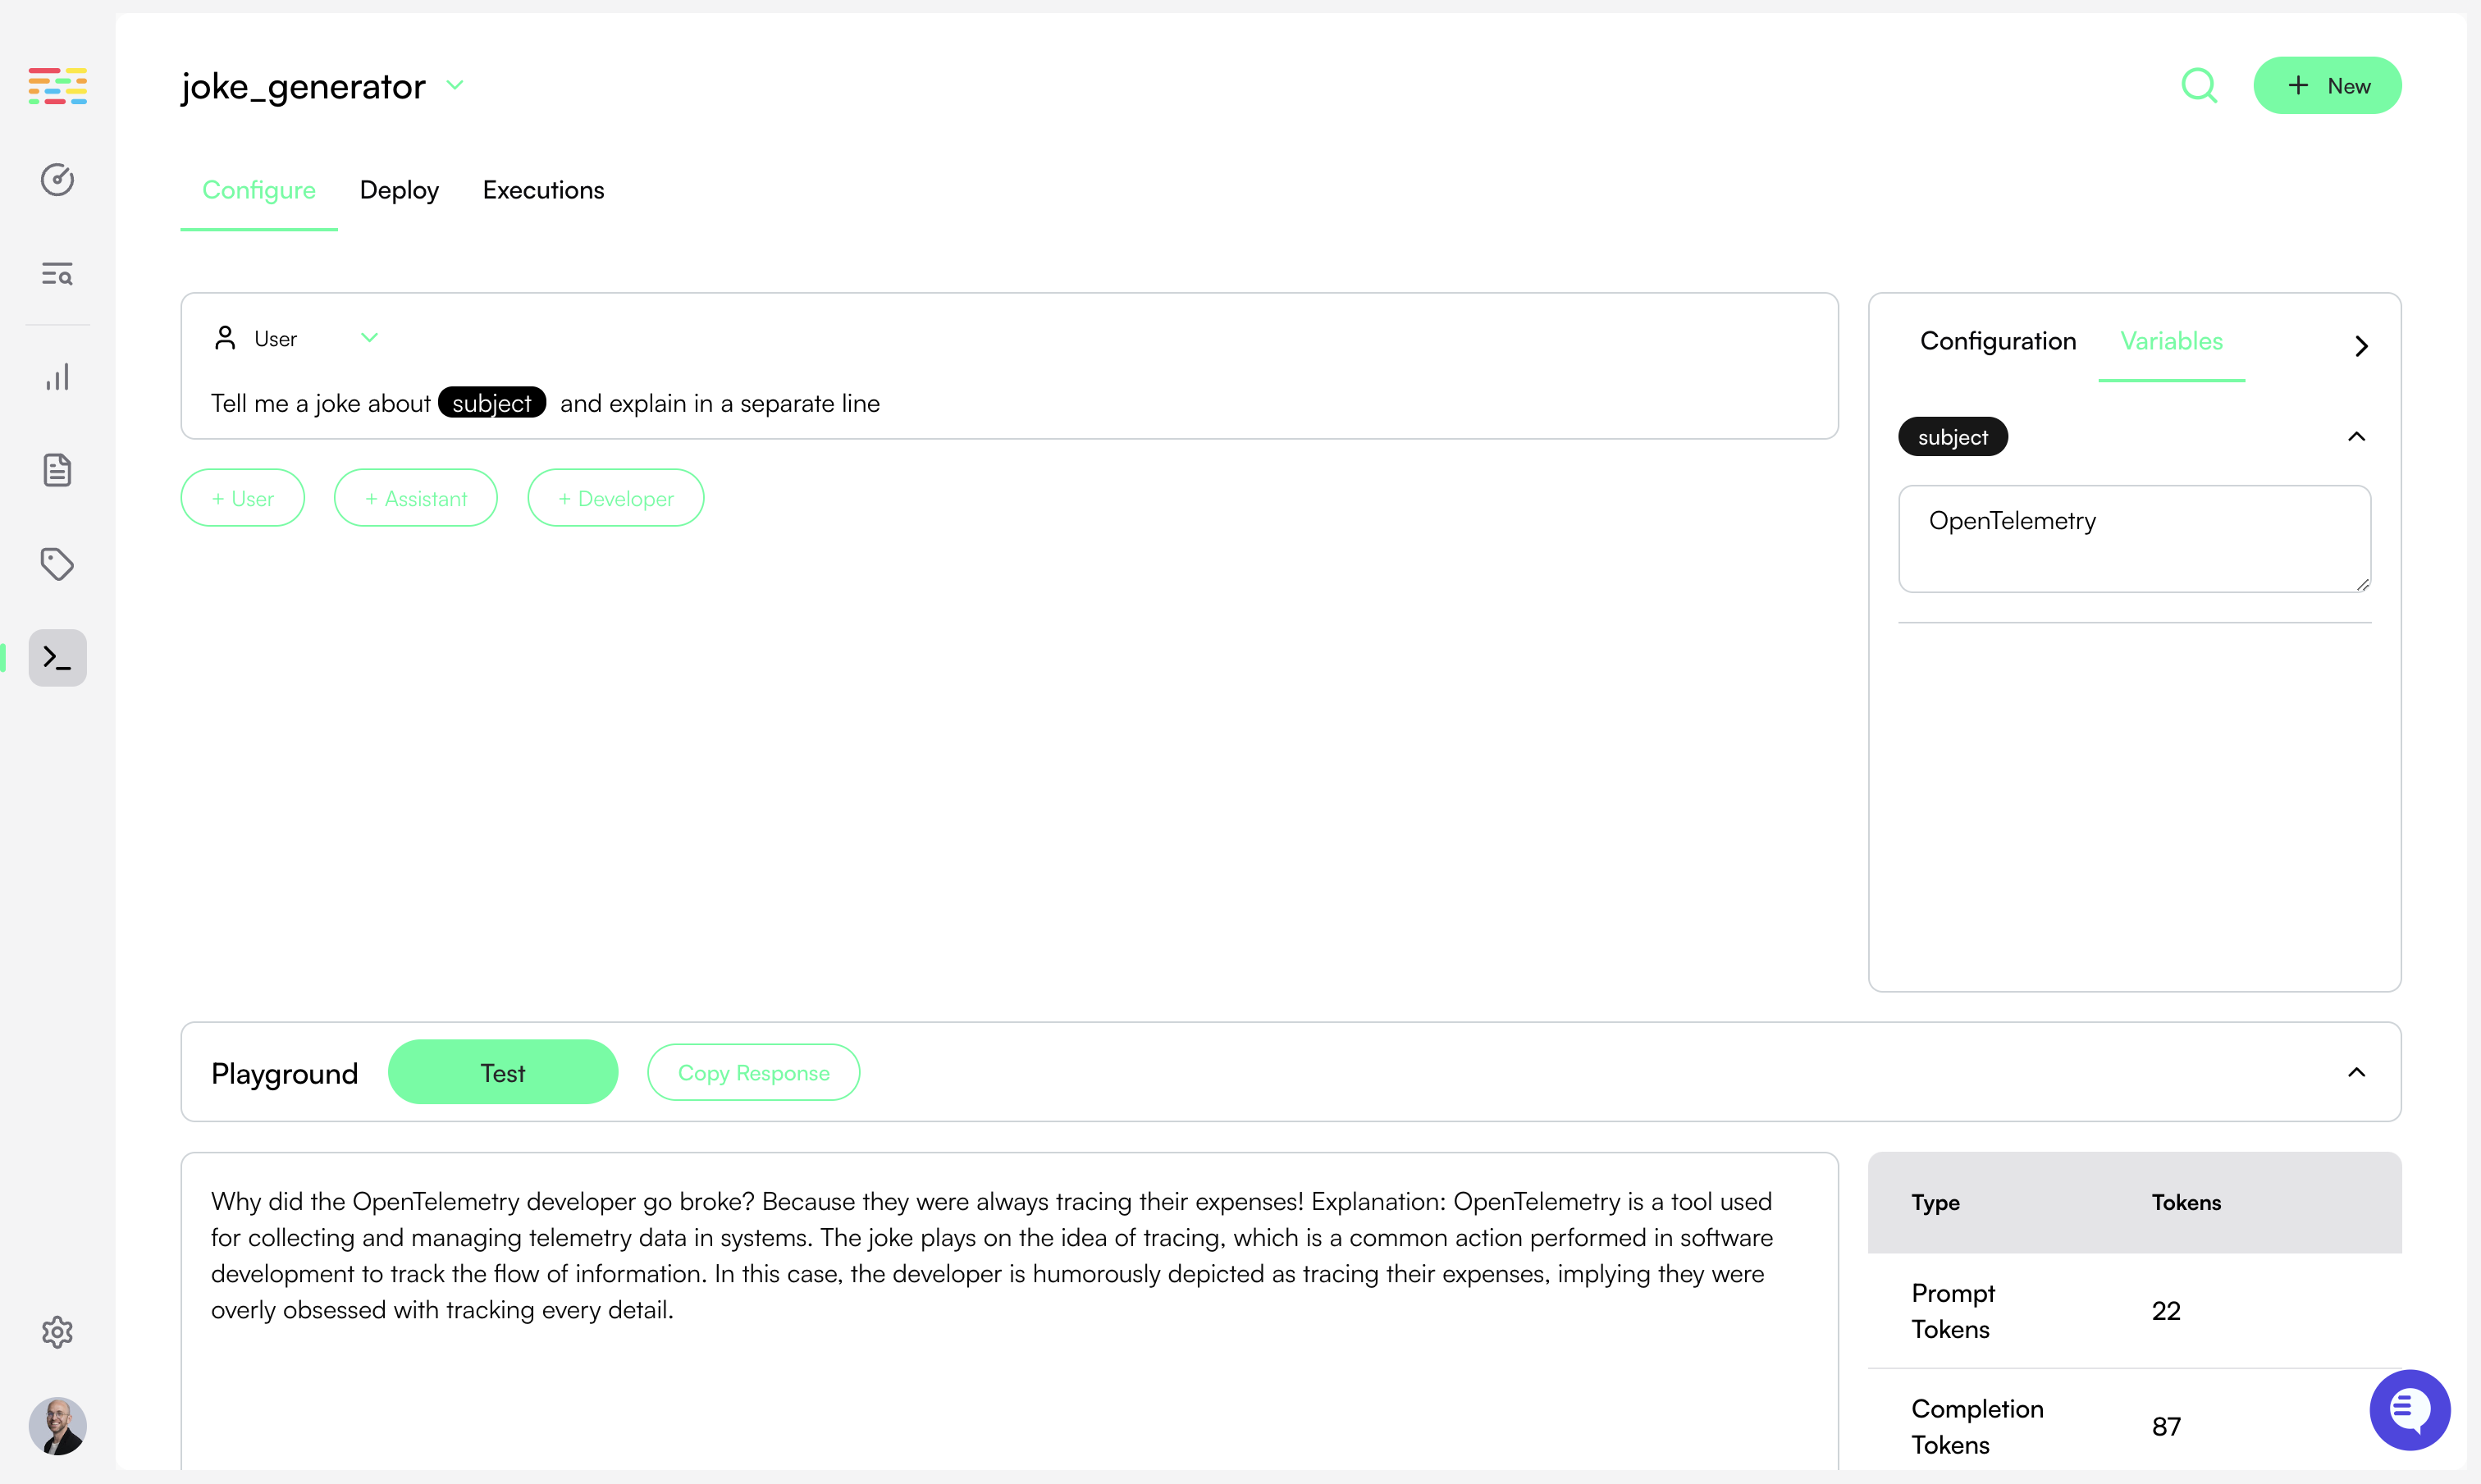 joke_generator
+ New
Configure
Deploy
Executions
User
Tell me a joke about subject and explain in a separate line
+ User
+ Assistant
+ Developer
Configuration
Variables
subject
OpenTelemetry
Playground
Test
Copy Response
Why did the OpenTelemetry developer go broke? Because they were always tracing their expenses! Explanation: OpenTelemetry is a tool used
for collecting and managing telemetry data in systems. The joke plays on the idea of tracing, which is a common action performed in software
development to track the flow of information. In this case, the developer is humorously depicted as tracing their expenses, implying they were
overly obsessed with tracking every detail.
Type Tokens
Prompt
Tokens
22
Completion
Tokens
87